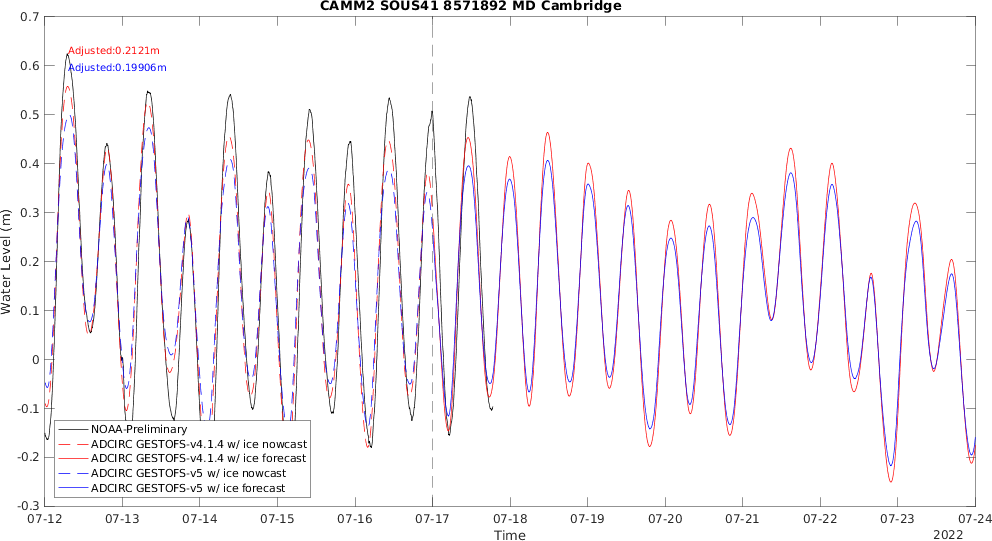 CAMM2 SOUS41 8571892 MD Cambridge
Adjusted:0.2121m
Adjusted:0.19906m
Water Level (m)
0.7
0.6
0.5
0.4
0.3
0.2
0.1
0
-0.1
-0.2
-0.3
NOAA-Preliminary
ADCIRC GESTOFS-v4.1.4 w/ ice nowcast
ADCIRC GESTOFS-v4.1.4 w/ ice forecast
ADCIRC GESTOFS-v5 w/ ice nowcast
ADCIRC GESTOFS-v5 w/ ice forecast
07-12 07-13 07-14 07-15 07-16 07-17 07-18 07-19 07-20 07-21 07-22 07-23 07-24
Time
2022